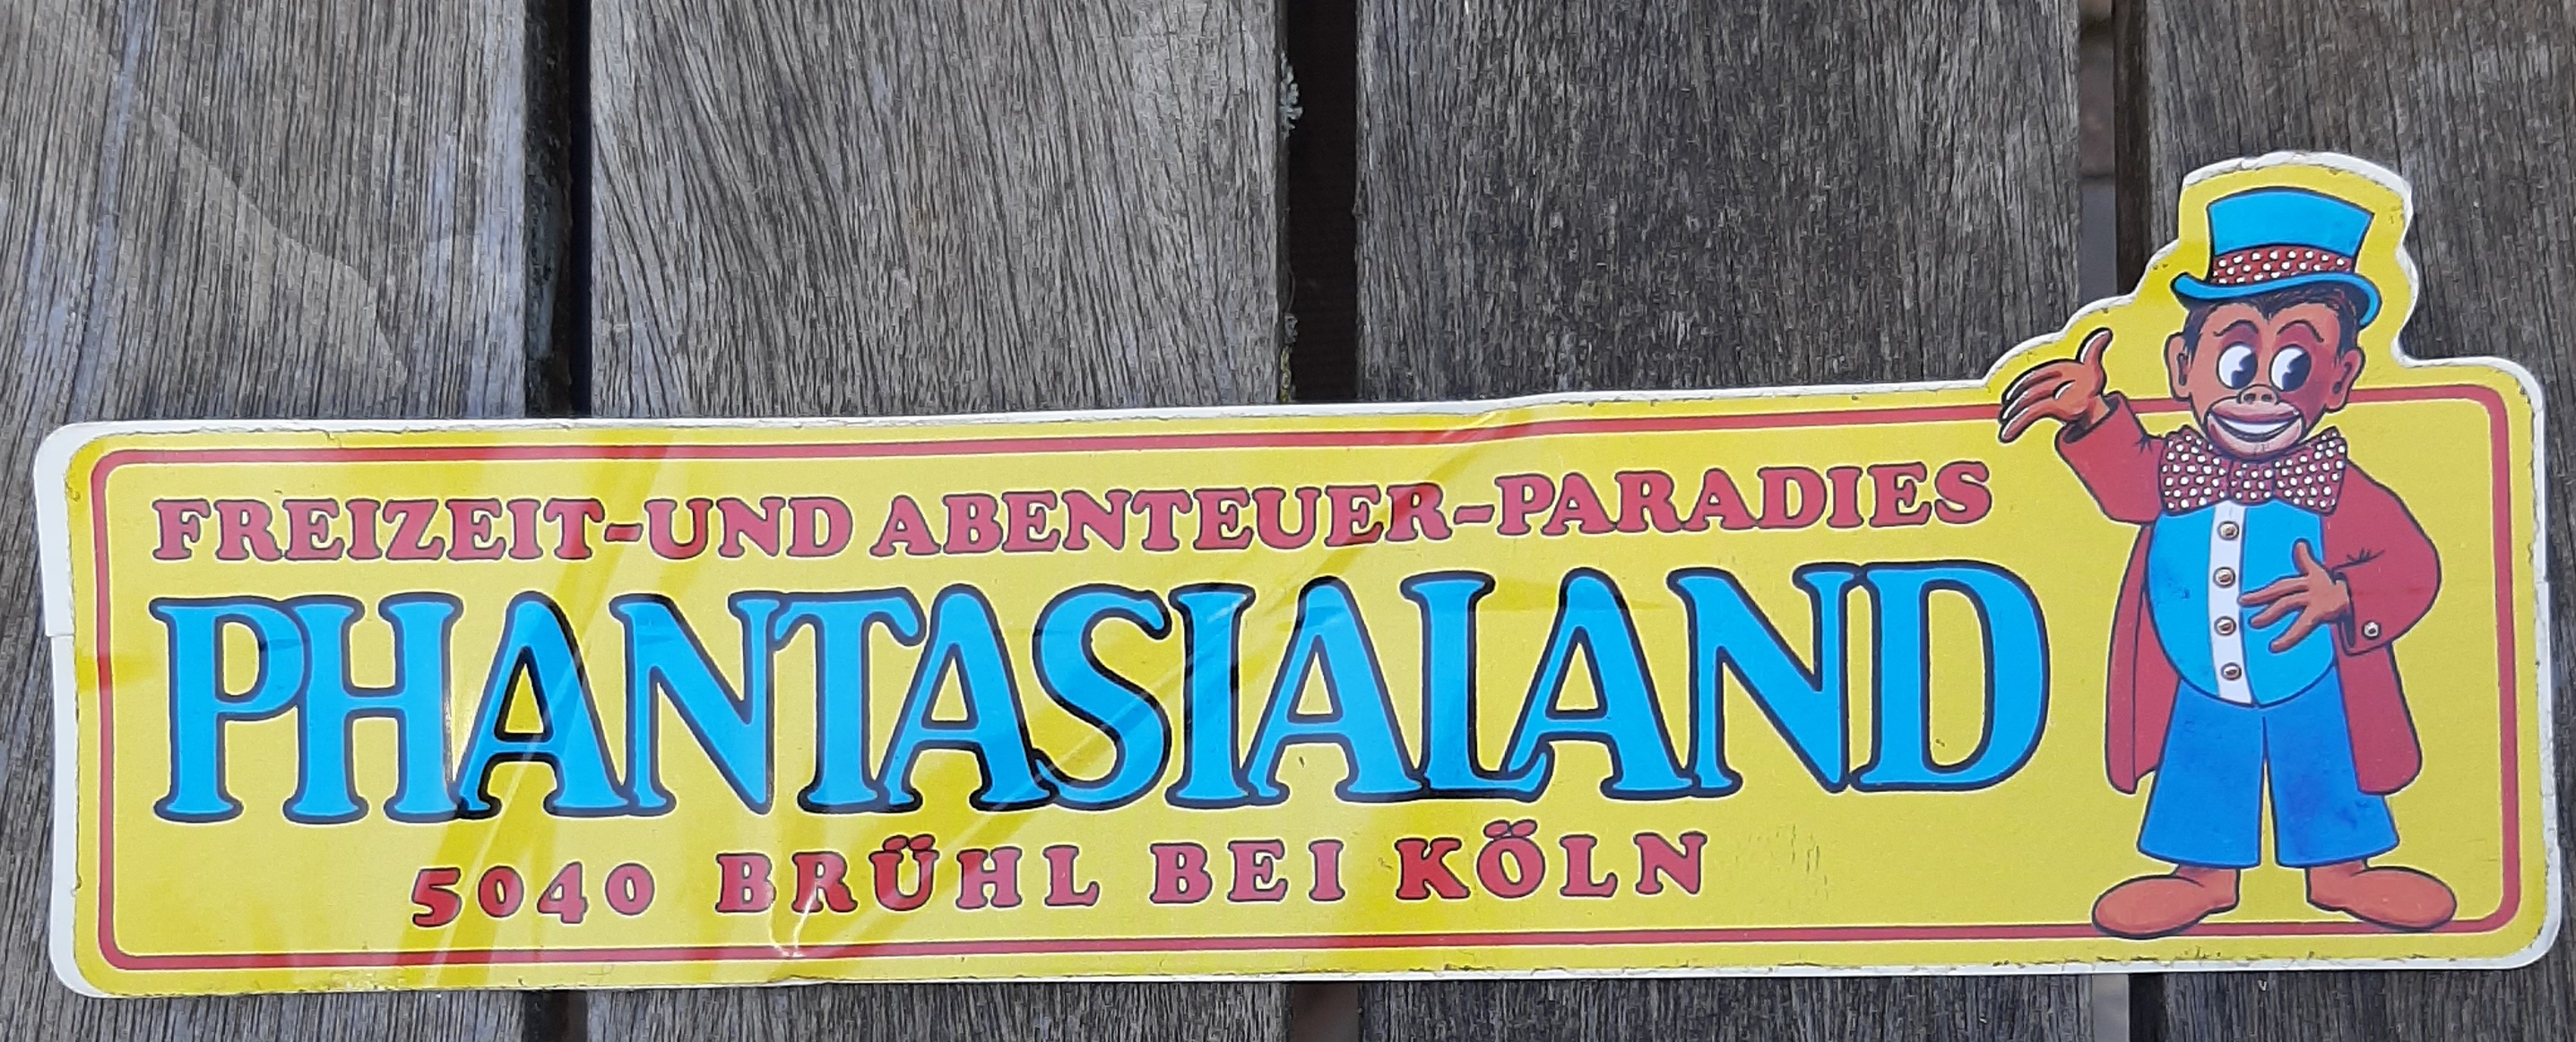 FREIZEIT-UND ABENTEUER-PARADIES
PHANTASIALAND
5040 BRÜHL BEI KÖLN